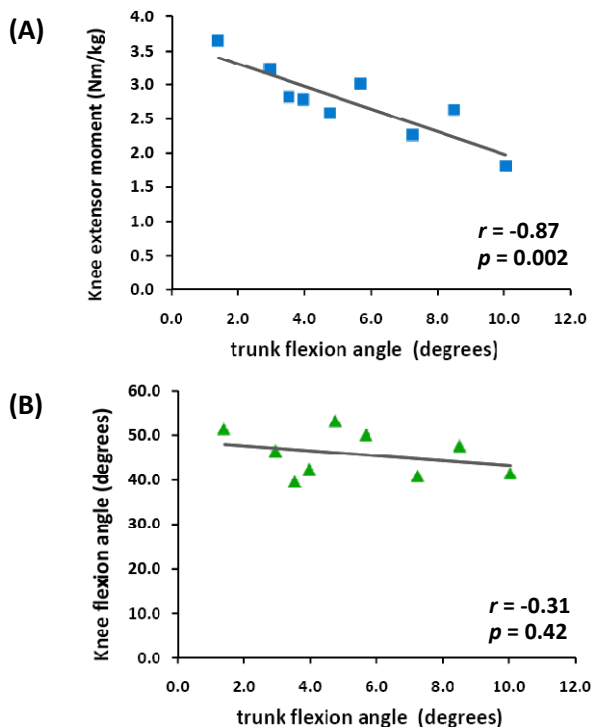 (A)
Knee extensor moment (Nm/kg)
4.0
3.5
3.0
2.5
2.0
1.5
1.0
0.5
0.0
r = -0.87
p = 0.002
0.0 2.0 4.0 6.0 8.0 10.0 12.0
trunk flexion angle (degrees)
(B)
Knee flexion angle (degrees)
60.0
50.0
40.0
30.0
20.0
10.0
0.0
r = -0.31
p = 0.42
0.0 2.0 4.0 6.0 8.0 10.0 12.0
trunk flexion angle (degrees)